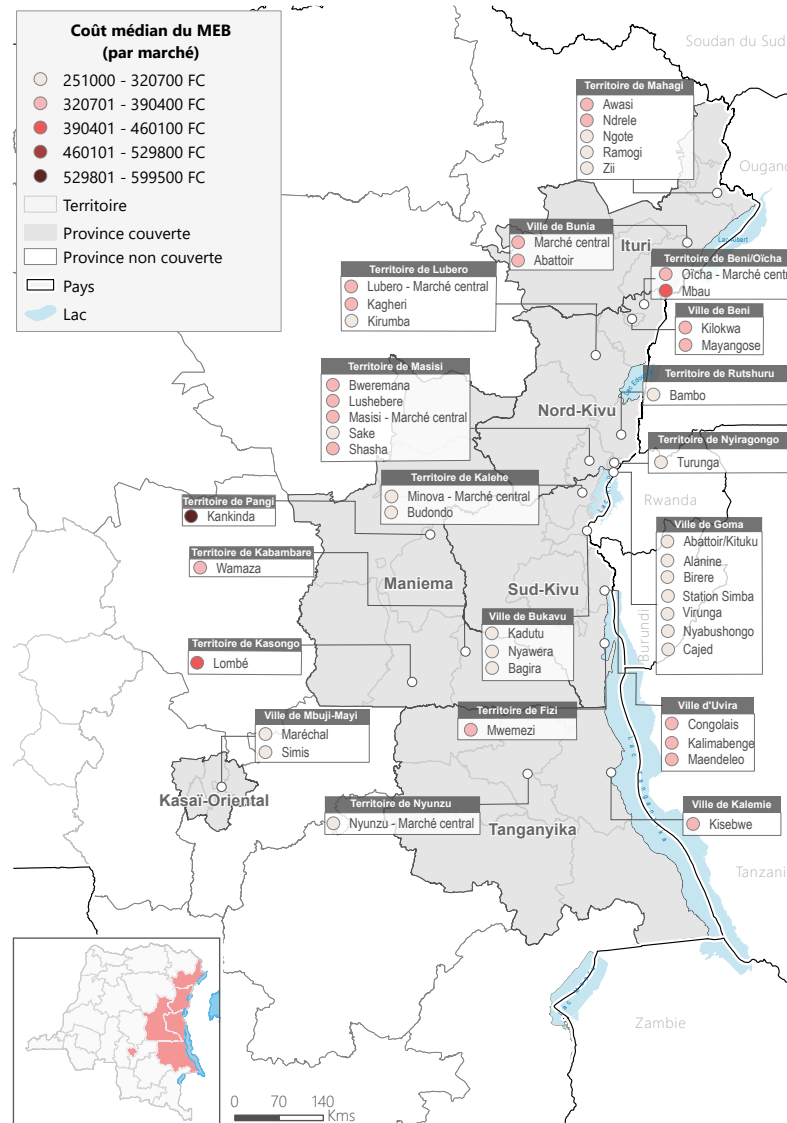 Coût médian du MEB
(par marché)
251000 - 320700 FC
320701 - 390400 FC
390401 - 460100 FC
460101 - 529800 FC
529801 - 599500 FC
Territoire
Province couverte
Province non couverte
Pays
Lac
Soudan du Sud
Territoire de Mahagi
Awasi
Ndrele
Ngote
Ramogi
Zii
Ougand
Ville de Bunia
Marché central
Abattoir
Ituri
Lac Albert
Territoire de Beni/Oïcha
Oïcha - Marché centr
Mbau
Territoire de Lubero
Lubero - Marché central
Kagheri
Kirumba
Ville de Beni
Kilokwa
Mayangose
Territoire de Masisi
Bweremana
Lushebere
Masisi - Marché central
Sake
Shasha
Lac Edouard
Territoire de Rutshuru
Bambo
Nord-Kivu
Territoire de Nyiragongo
Turunga
Territoire de Kalehe
Minova - Marché central
Budondo
Rwanda
Territoire de Pangi
Kankinda
Ville de Goma
Abattoir/Kituku
Alanine
Birere
Station Simba
Virunga
Nyabushongo
Cajed
Territoire de Kabambare
Wamaza
Maniema
Sud-Kivu
Ville de Bukavu
Kadutu
Nyawera
Bagira
Burundi
Territoire de Kasongo
Lombé
Ville de Mbuji-Mayi
Maréchal
Simis
Territoire de Fizi
Mwemezi
Ville d'Uvira
Congolais
Kalimabenge
Maendeleo
Lac Tanganyika
Kasaï-Oriental
Territoire de Nyunzu
Nyunzu - Marché central
Tanganyika
Ville de Kalemie
Kisebwe
Tanzani
Zambie
0 70 140
Kms